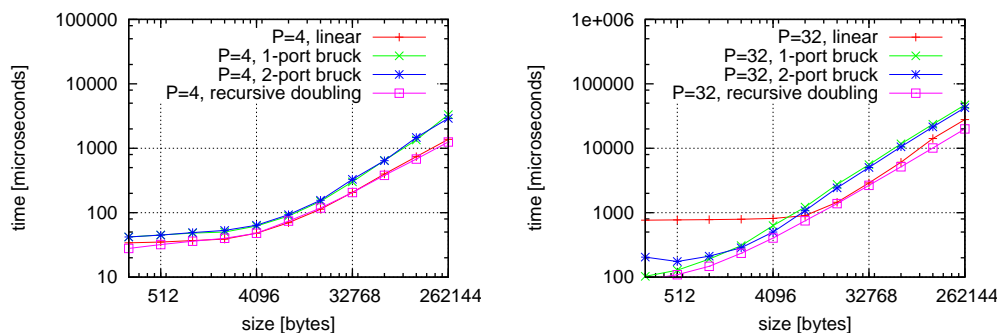 100000
10000
1000
100
10
time [microseconds]
P=4, linear
P=4, 1-port bruck
P=4, 2-port bruck
P=4, recursive doubling
512
4096
32768
262144
size [bytes]
1e+006
100000
10000
1000
100
time [microseconds]
P=32, linear
P=32, 1-port bruck
P=32, 2-port bruck
P=32, recursive doubling
512
4096
32768
262144
size [bytes]